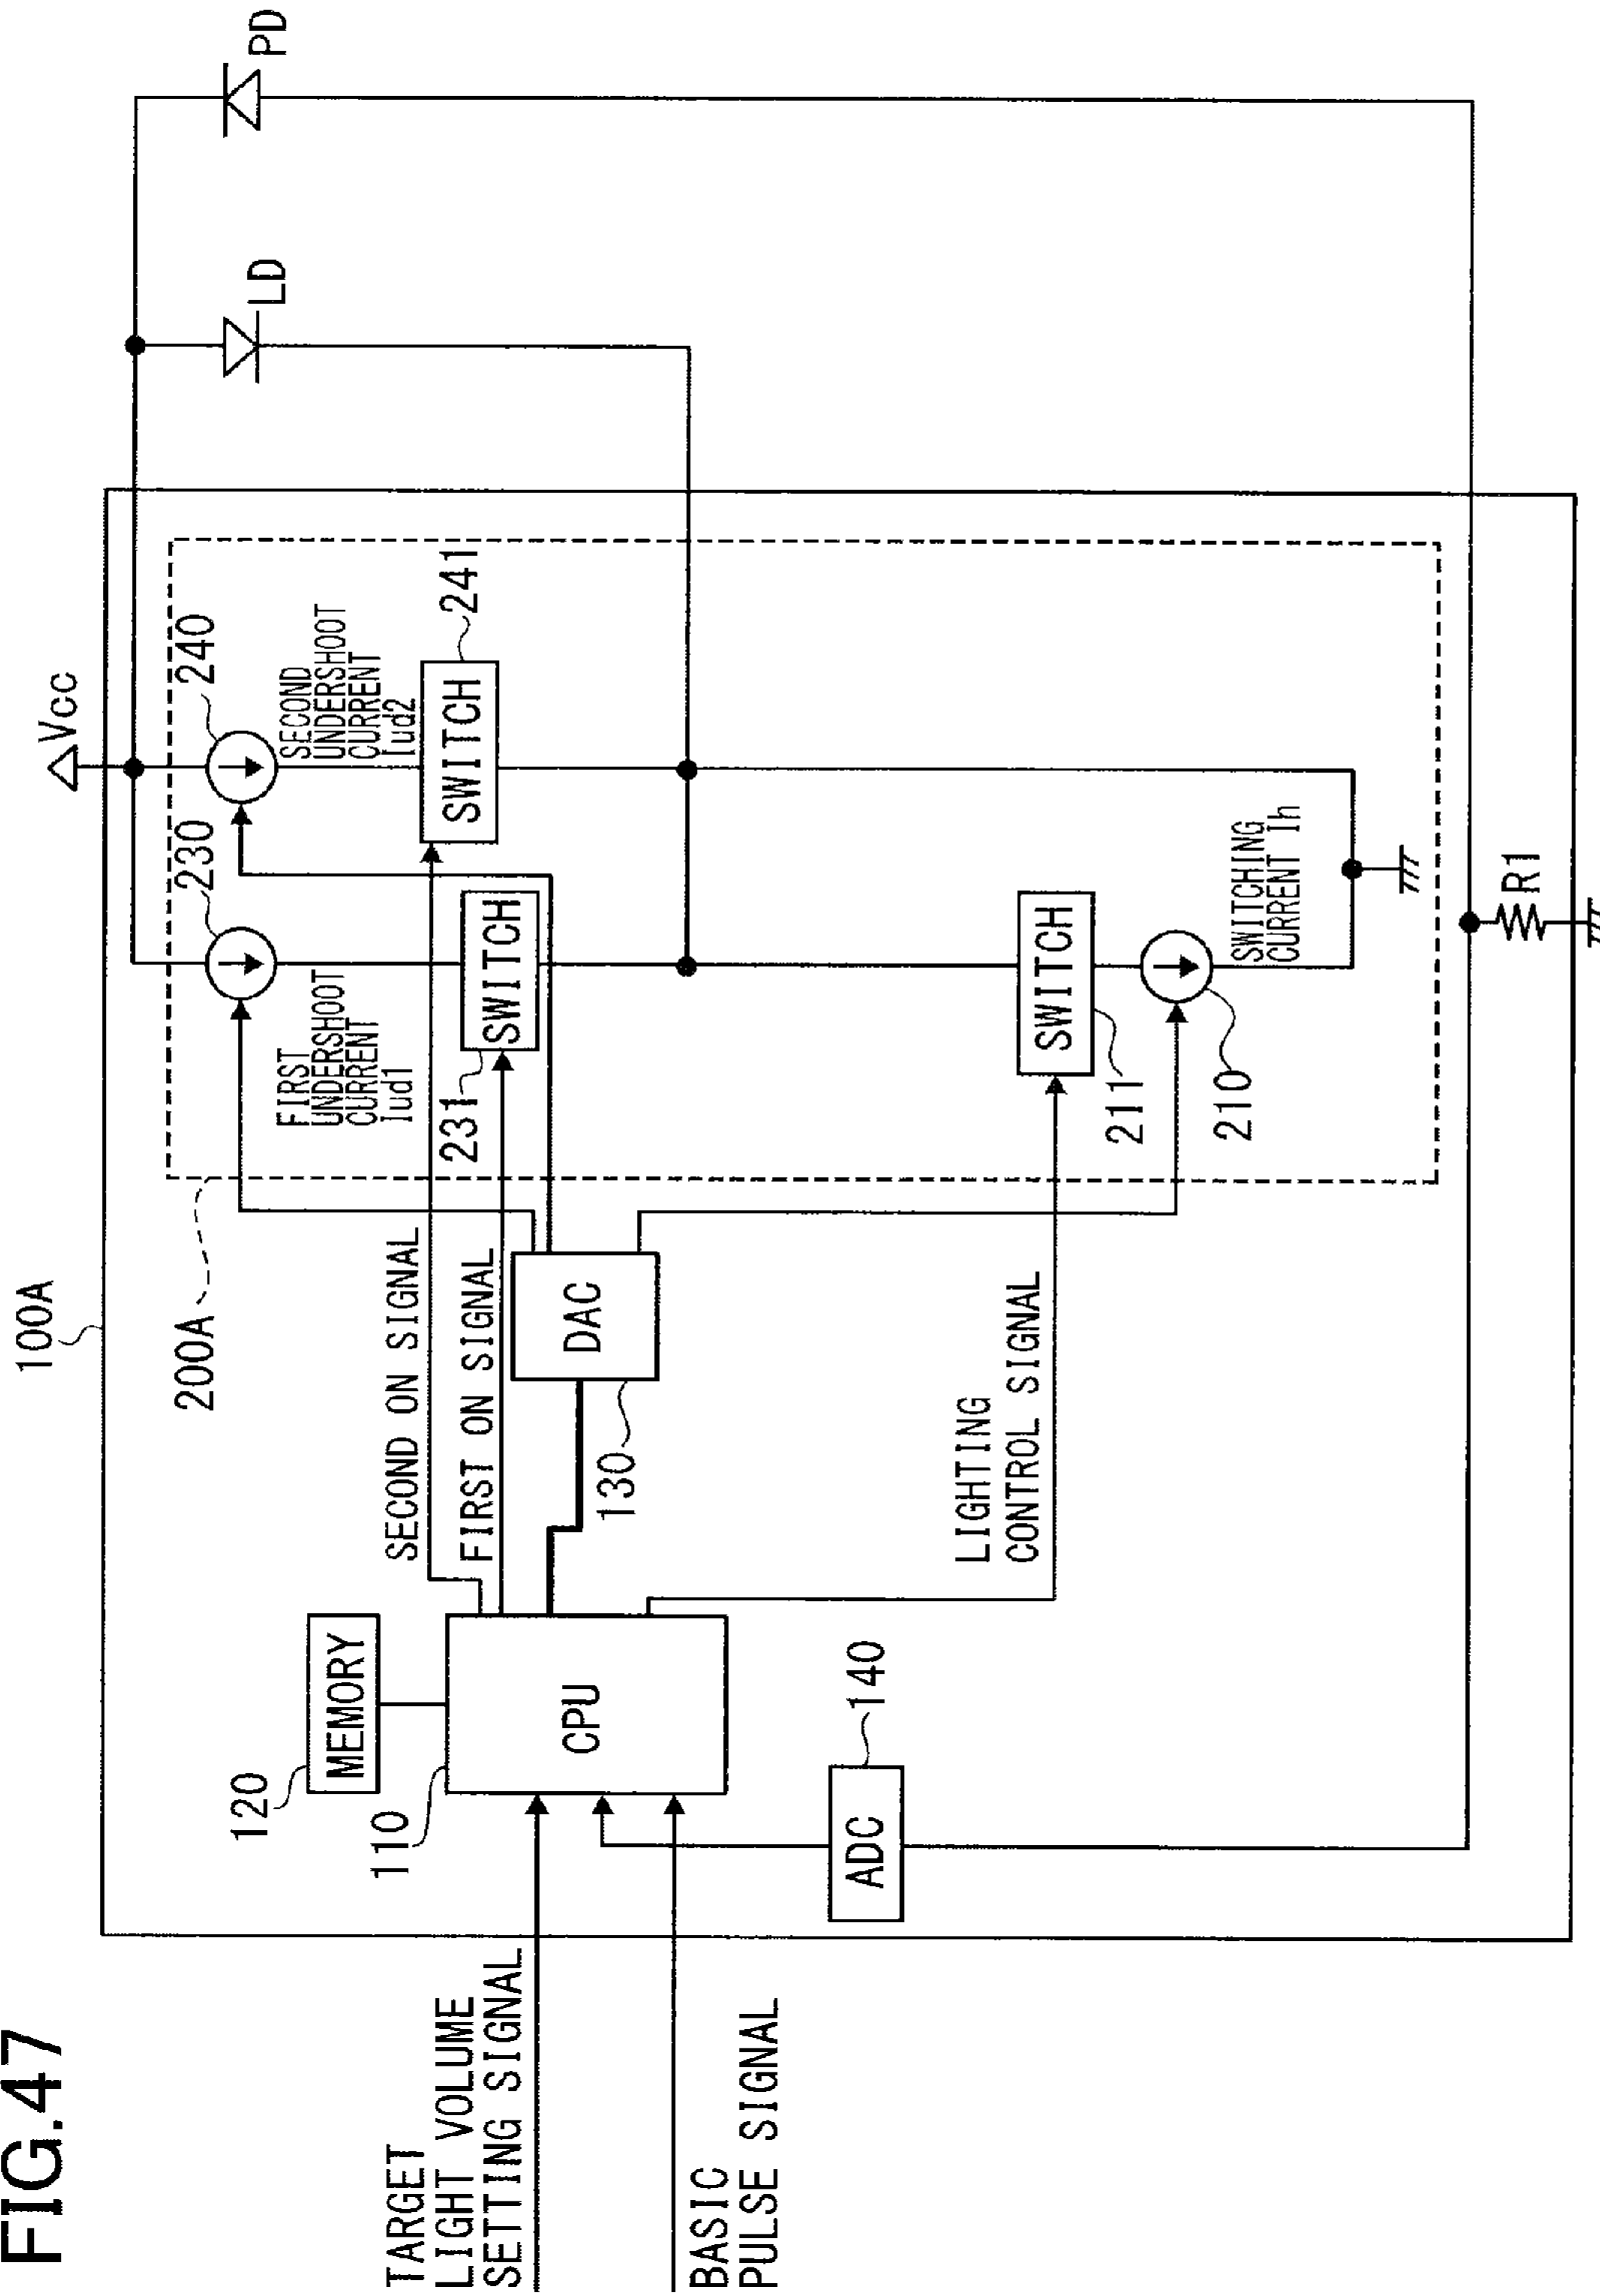 FIG.47
100A
Vcc
200A
230
240
FIRST
UNDERSHOOT
CURRENT
Iud1
SECOND
UNDERSHOOT
CURRENT
Iud2
LD
PD
120
MEMORY
SECOND ON SIGNAL
FIRST ON SIGNAL
231
SWITCH
SWITCH
241
TARGET
LIGHT VOLUME
SETTING SIGNAL
110
CPU
DAC
130
BASIC
PULSE SIGNAL
140
ADC
LIGHTING
CONTROL SIGNAL
SWITCH
211
210
SWITCHING
CURRENT Ih
R1